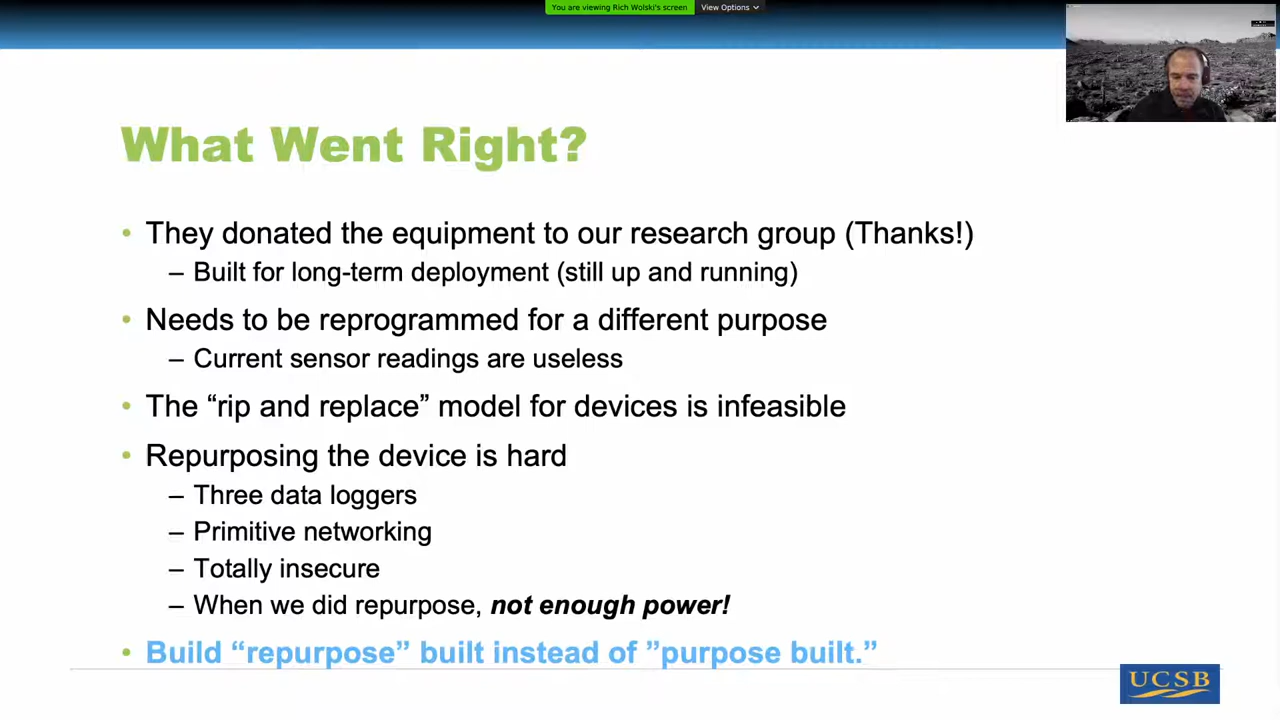 You are viewing Rich Wolski's screen View Options
What Went Right?
• They donated the equipment to our research group (Thanks!)
– Built for long-term deployment (still up and running)
• Needs to be reprogrammed for a different purpose
– Current sensor readings are useless
• The “rip and replace” model for devices is infeasible
• Repurposing the device is hard
– Three data loggers
– Primitive networking
– Totally insecure
– When we did repurpose, not enough power!
• Build “repurpose” built instead of ”purpose built.”
UCSB